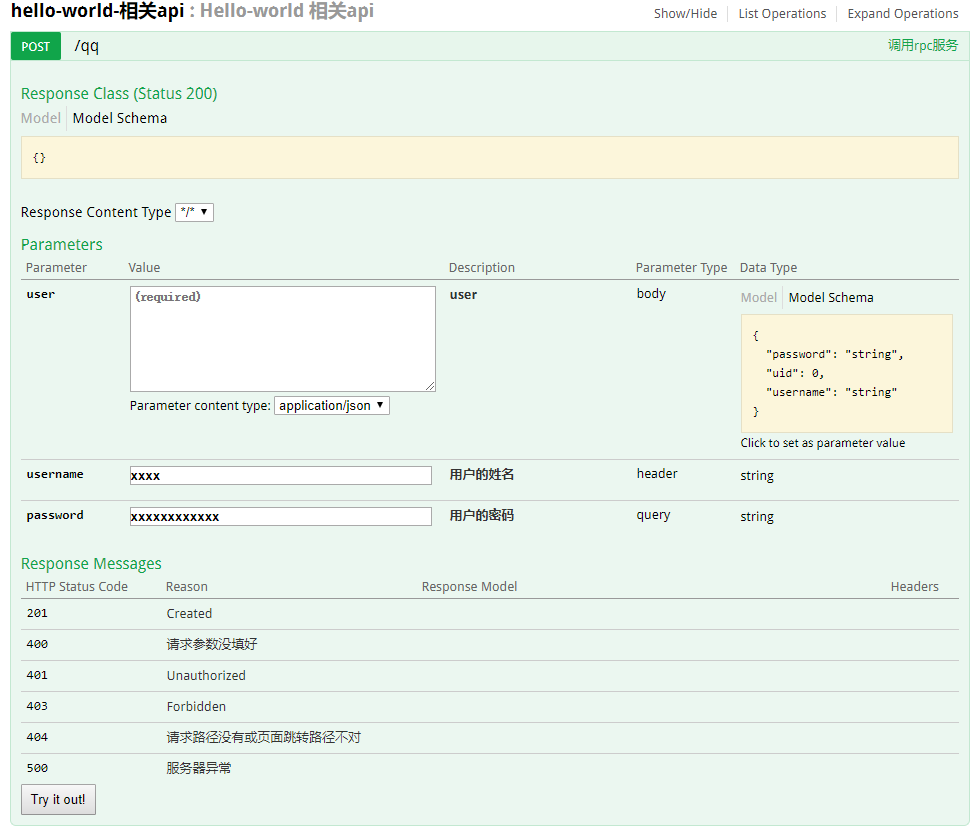 hello-world-相关api : Hello-world 相关api Show/Hide List Operations Expand Operations
POST /qq 调用rpc服务
Response Class (Status 200)
Model Model Schema
{}
Response Content Type */* ▼
Parameters
Parameter Value Description Parameter Type Data Type
user (required) user body Model Model Schema
{
"password": "string",
"uid": 0,
"username": "string"
}
Parameter content type: application/json ▼
Click to set as parameter value
username xxxx 用户的姓名 header string
password xxxxxxxxxxxx 用户的密码 query string
Response Messages
HTTP Status Code Reason Response Model Headers
201 Created
400 请求参数没填好
401 Unauthorized
403 Forbidden
404 请求路径没有或页面跳转路径不对
500 服务器异常
Try it out!